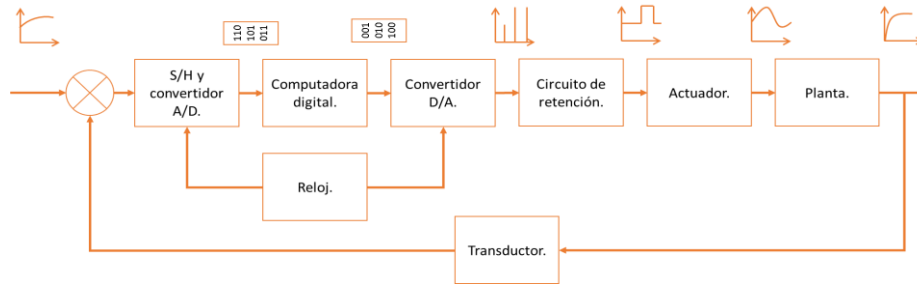 110
101
011
001
010
100
S/H y
convertidor
A/D.
Computadora
digital.
Convertidor
D/A.
Circuito de
retención.
Actuador.
Planta.
Reloj.
Transductor.